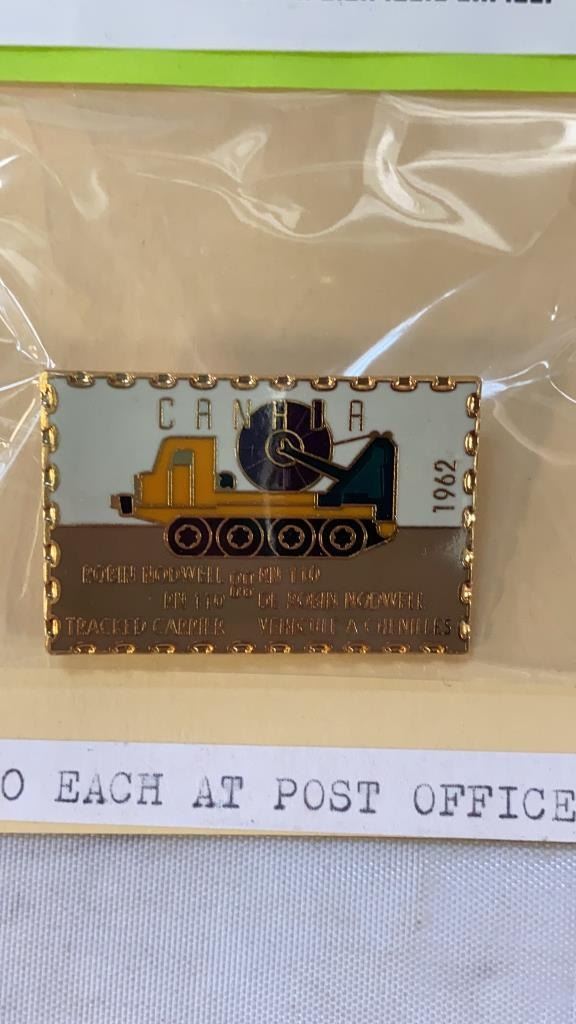 CANADA
1962
ROBIN NODWELL RN 110
RN 110 DE ROBIN NODWELL
TRACKED CARRIER VEHICULE A CHENILLES
0 EACH AT POST OFFICE